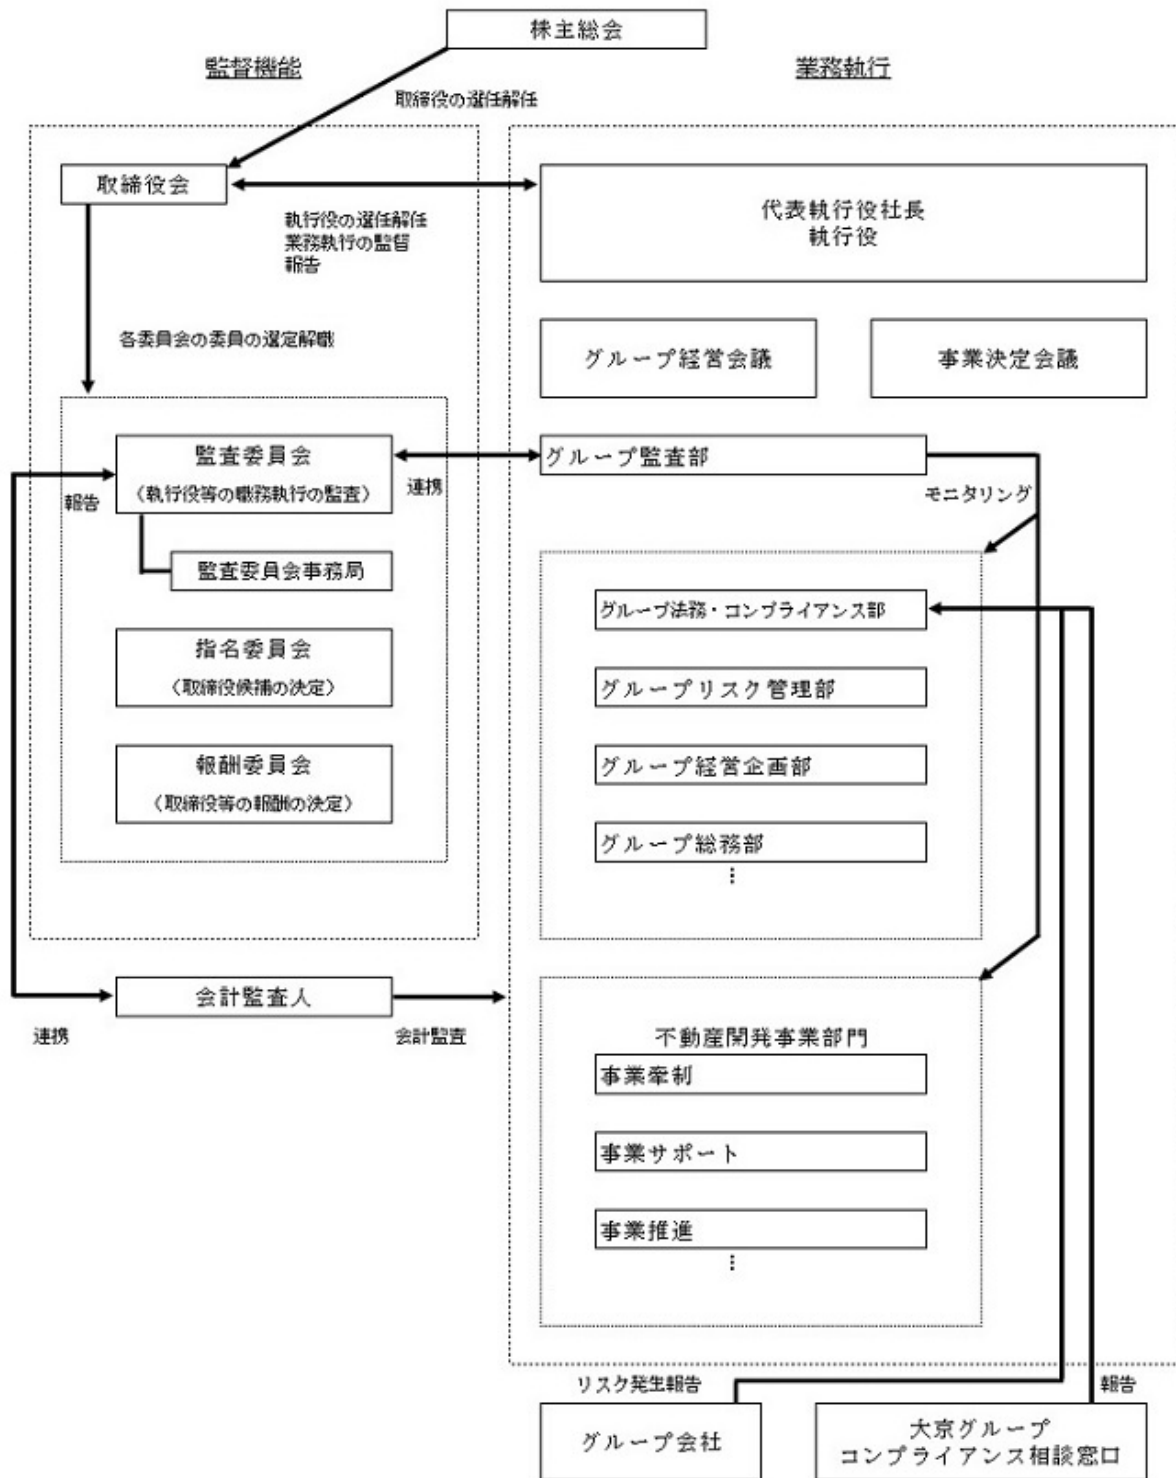 株主総会
監督機能
業務執行
取締役の選任解任
取締役会
代表執行役社長
執行役
執行役の選任解任
業務執行の監督
報告
各委員会の委員の選定解職
グループ経営会議
事業決定会議
監査委員会
（執行役等の職務執行の監査）
報告
連携
グループ監査部
モニタリング
監査委員会事務局
グループ法務・コンプライアンス部
指名委員会
（取締役候補の決定）
グループリスク管理部
報酬委員会
（取締役等の報酬の決定）
グループ経営企画部
グループ総務部
⋮
会計監査人
連携
会計監査
不動産開発事業部門
事業牽制
事業サポート
事業推進
⋮
リスク発生報告
報告
グループ会社
大京グループ
コンプライアンス相談窓口